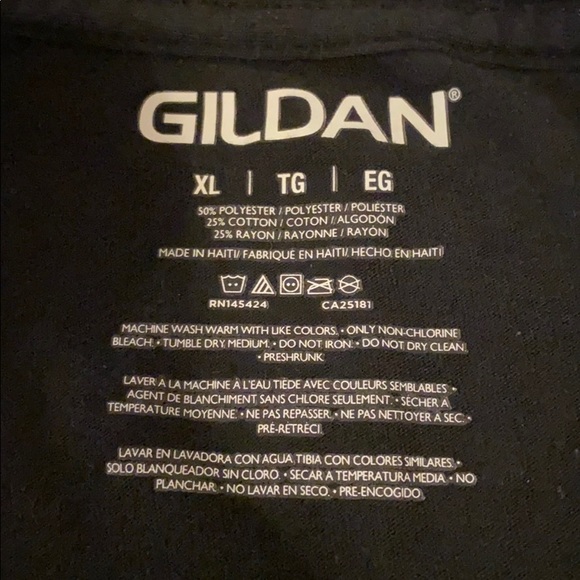 GILDAN®
XL | TG | EG
50% POLYESTER / POLYESTER / POLIÉSTER
25% COTTON / COTON / ALGODÓN
25% RAYON / RAYONNE / RAYÓN
MADE IN HAITI/ FABRIQUÉ EN HAITI/ HECHO EN HAITI
RN145424 CA25181
MACHINE WASH WARM WITH LIKE COLORS. • ONLY NON-CHLORINE
BLEACH. • TUMBLE DRY MEDIUM. • DO NOT IRON. • DO NOT DRY CLEAN.
• PRESHRUNK.
LAVER À LA MACHINE À L'EAU TIÈDE AVEC COULEURS SEMBLABLES. •
AGENT DE BLANCHIMENT SANS CHLORE SEULEMENT. • SÉCHER À
TEMPÉRATURE MOYENNE. • NE PAS REPASSER. • NE PAS NETTOYER À SEC. •
PRÉ-RÉTRÉCI.
LAVAR EN LAVADORA CON AGUA TIBIA CON COLORES SIMILARES. •
SOLO BLANQUEADOR SIN CLORO. • SECAR A TEMPERATURA MEDIA. • NO
PLANCHAR. • NO LAVAR EN SECO. • PRE-ENCOGIDO.